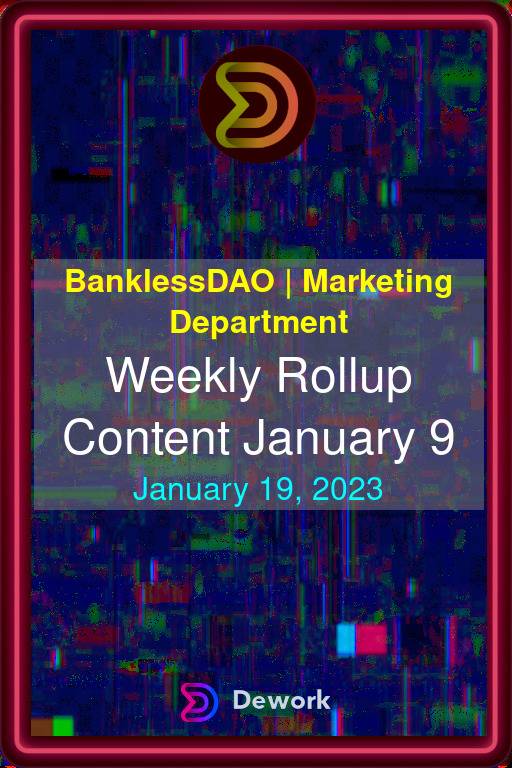 BanklessDAO | Marketing
Department
Weekly Rollup
Content January 9
January 19, 2023
Dework